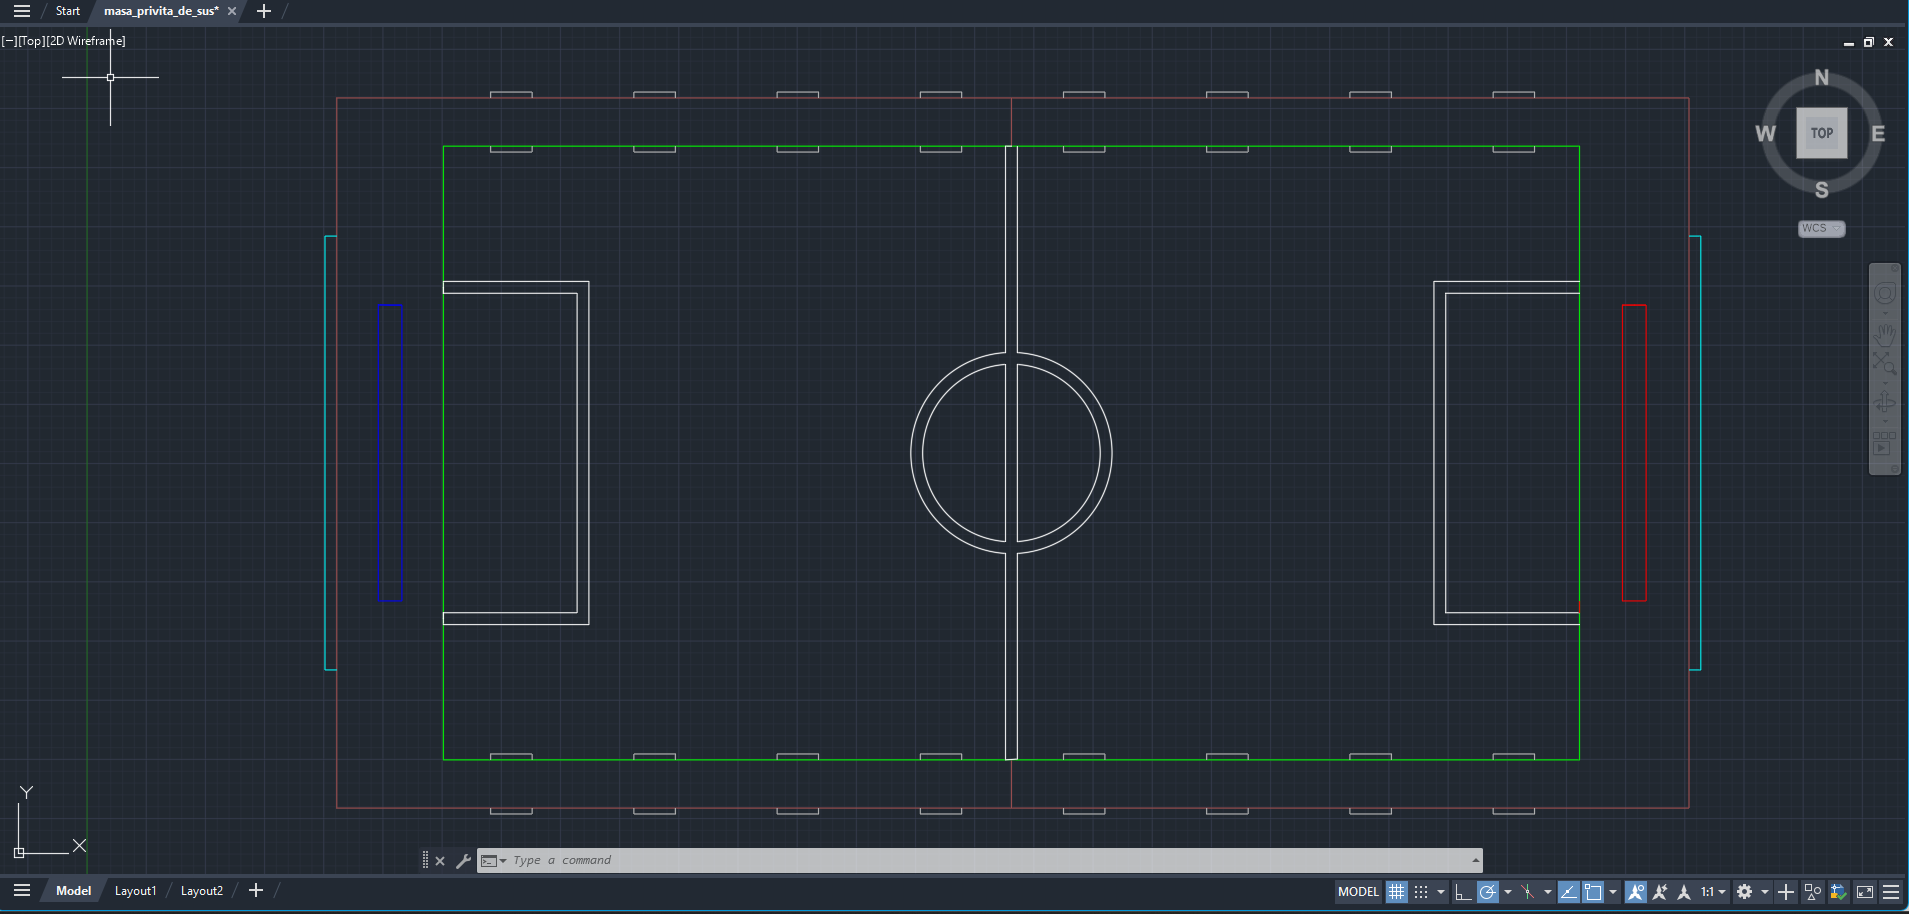 Start
masa_privita_de_sus*
[−][Top][2D Wireframe]
N
W
TOP
E
S
WCS
Y
X
Type a command
Model
Layout1
Layout2
MODEL
1:1